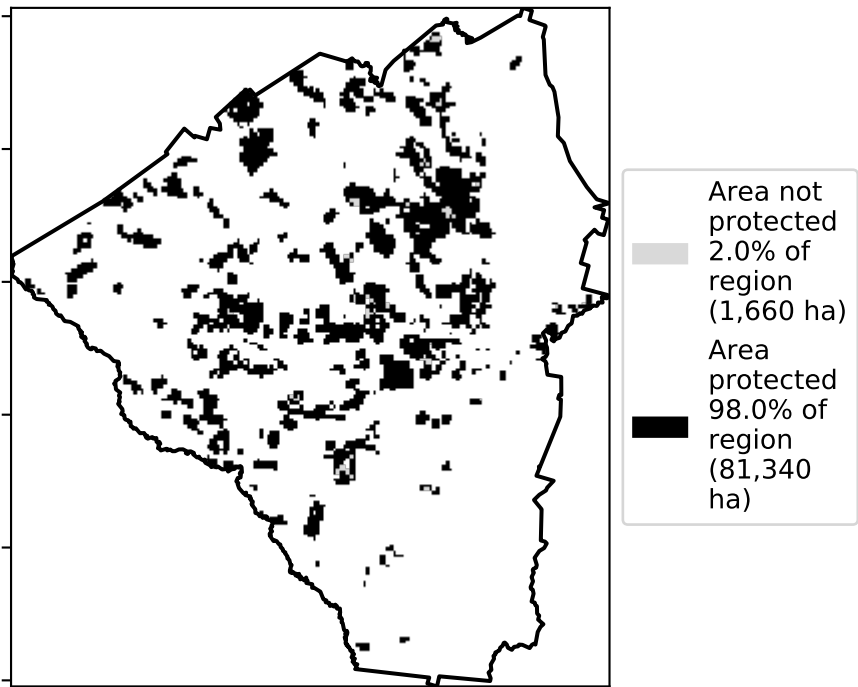 Area not
protected
2.0% of
region
(1,660 ha)
Area
protected
98.0% of
region
(81,340
ha)